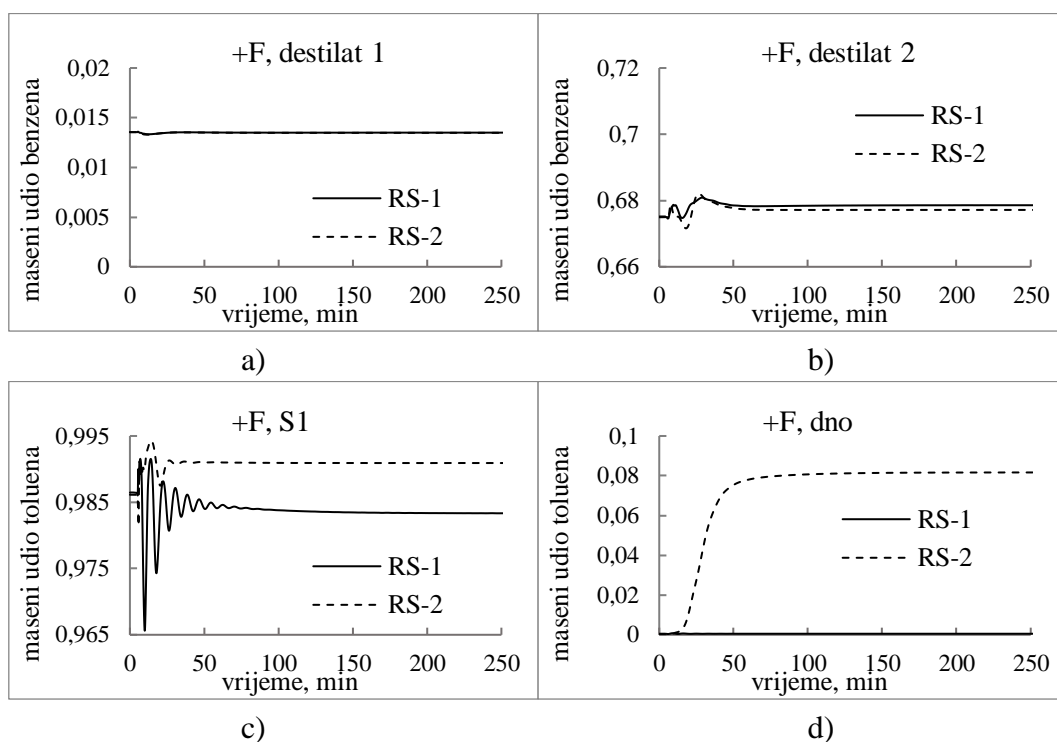 +F, destilat 1
maseni udio benzena
0,02
0,015
0,01
0,005
0
RS-1
RS-2
0 50 100 150 200 250
vrijeme, min
a)
+F, destilat 2
maseni udio benzena
0,72
0,7
0,68
0,66
RS-1
RS-2
0 50 100 150 200 250
vrijeme, min
b)
+F, S1
maseni udio toluena
0,995
0,985
0,975
0,965
RS-1
RS-2
0 50 100 150 200 250
vrijeme, min
c)
+F, dno
maseni udio toluena
0,1
0,08
0,06
0,04
0,02
0
RS-1
RS-2
0 50 100 150 200 250
vrijeme, min
d)